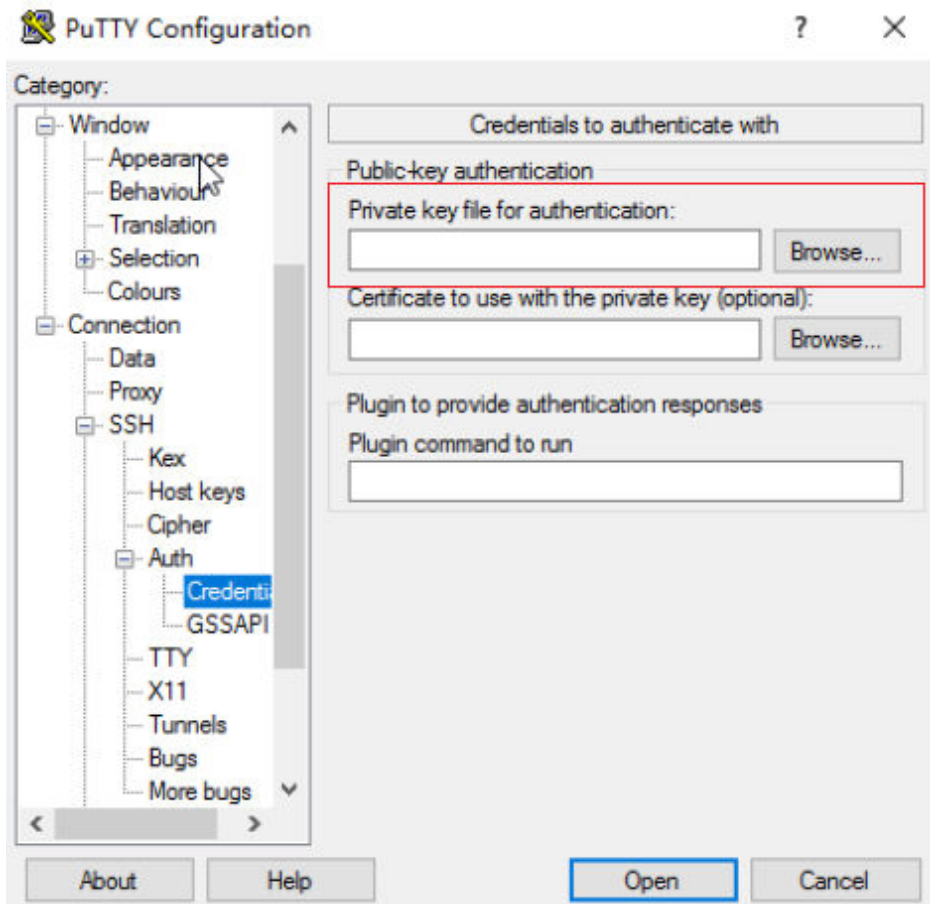 PuTTY Configuration
?
Category:
Window
Appearance
Behaviour
Translation
Selection
Colours
Connection
Data
Proxy
SSH
Kex
Host keys
Cipher
Auth
Credentia
GSSAPI
TTY
X11
Tunnels
Bugs
More bugs
Credentials to authenticate with
Public-key authentication
Private key file for authentication:
Browse...
Certificate to use with the private key (optional):
Browse...
Plugin to provide authentication responses
Plugin command to run
About
Help
Open
Cancel